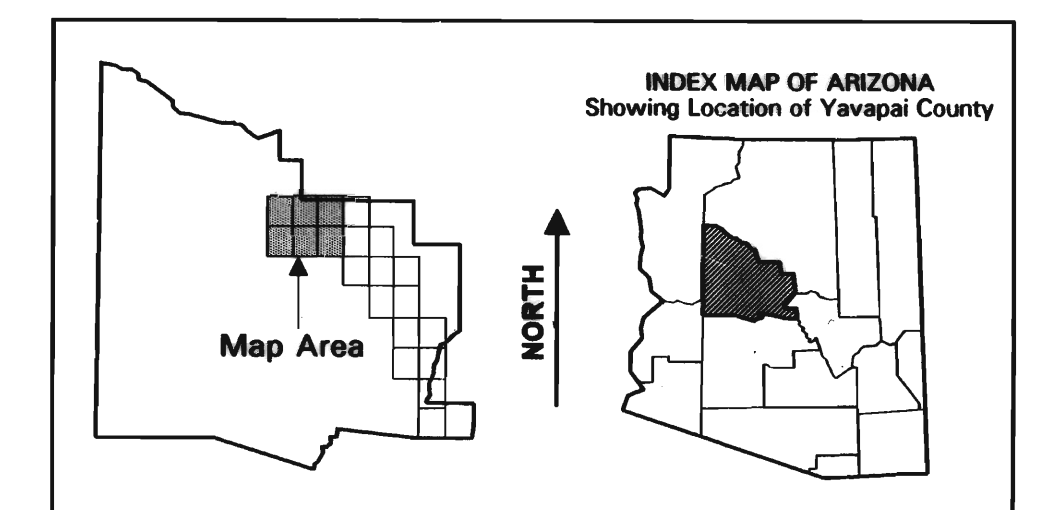 INDEX MAP OF ARIZONA
Showing Location of Yavapai County
Map Area
NORTH